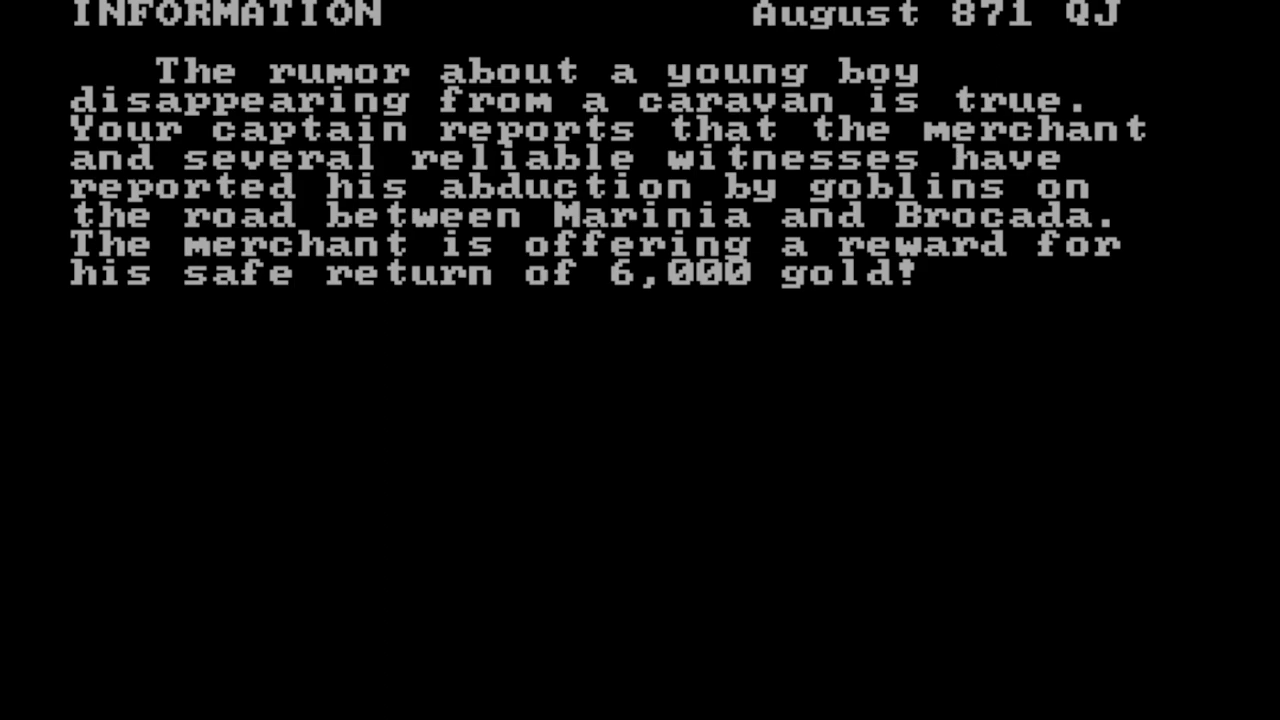 INFORMATION August 871 QJ
The rumor about a young boy
disappearing from a caravan is true.
Your captain reports that the merchant
and several reliable witnesses have
reported his abduction by goblins on
the road between Marinia and Brocada.
The merchant is offering a reward for
his safe return of 6,000 gold!